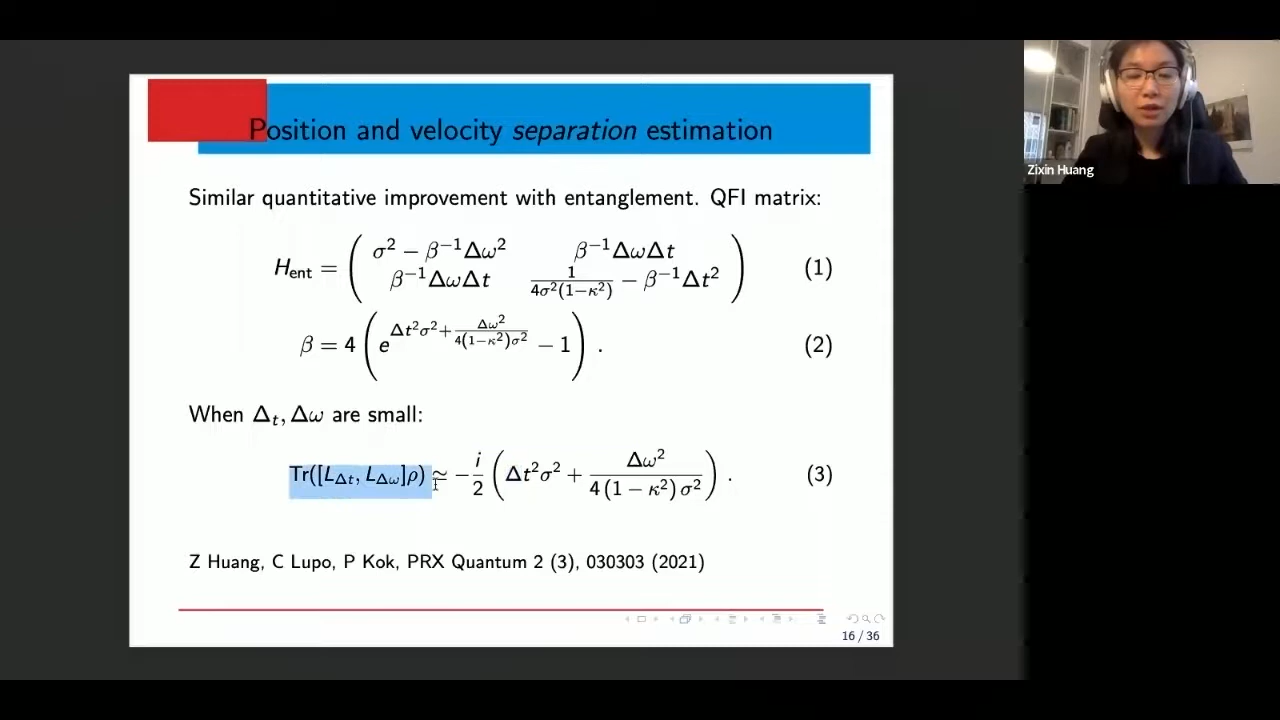 Position and velocity separation estimation
Similar quantitative improvement with entanglement. QFI matrix:
H_ent = ( σ² − β⁻¹Δω²   β⁻¹ΔωΔt
β⁻¹ΔωΔt   1/(4σ²(1−κ²)) − β⁻¹Δt² )   (1)
β = 4 ( e^(Δt²σ² + Δω²/(4(1−κ²)σ²)) − 1 ) .   (2)
When Δ_t, Δω are small:
Tr([L_Δt, L_Δω]ρ) ≃ − i/2 ( Δt²σ² + Δω²/(4(1−κ²)σ²) ) .   (3)
Z Huang, C Lupo, P Kok, PRX Quantum 2 (3), 030303 (2021)
16 / 36
Zixin Huang